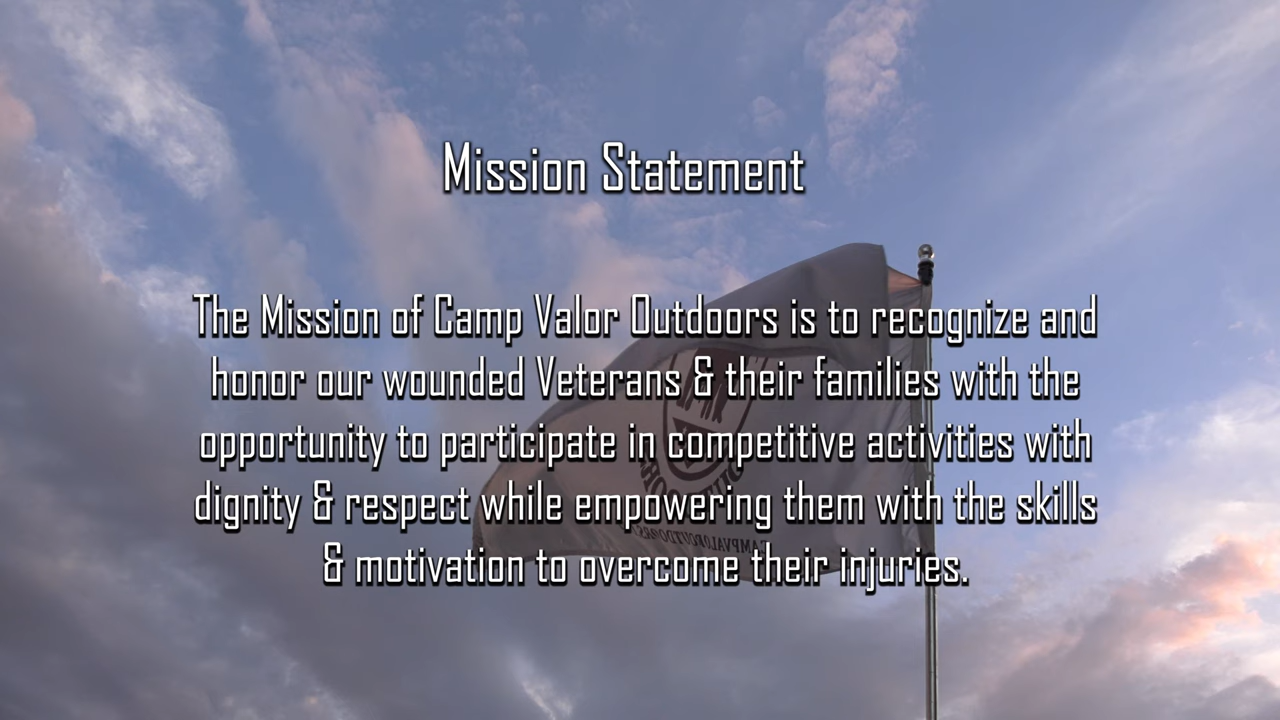 Mission Statement
The Mission of Camp Valor Outdoors is to recognize and
honor our wounded Veterans & their families with the
opportunity to participate in competitive activities with
dignity & respect while empowering them with the skills
& motivation to overcome their injuries.